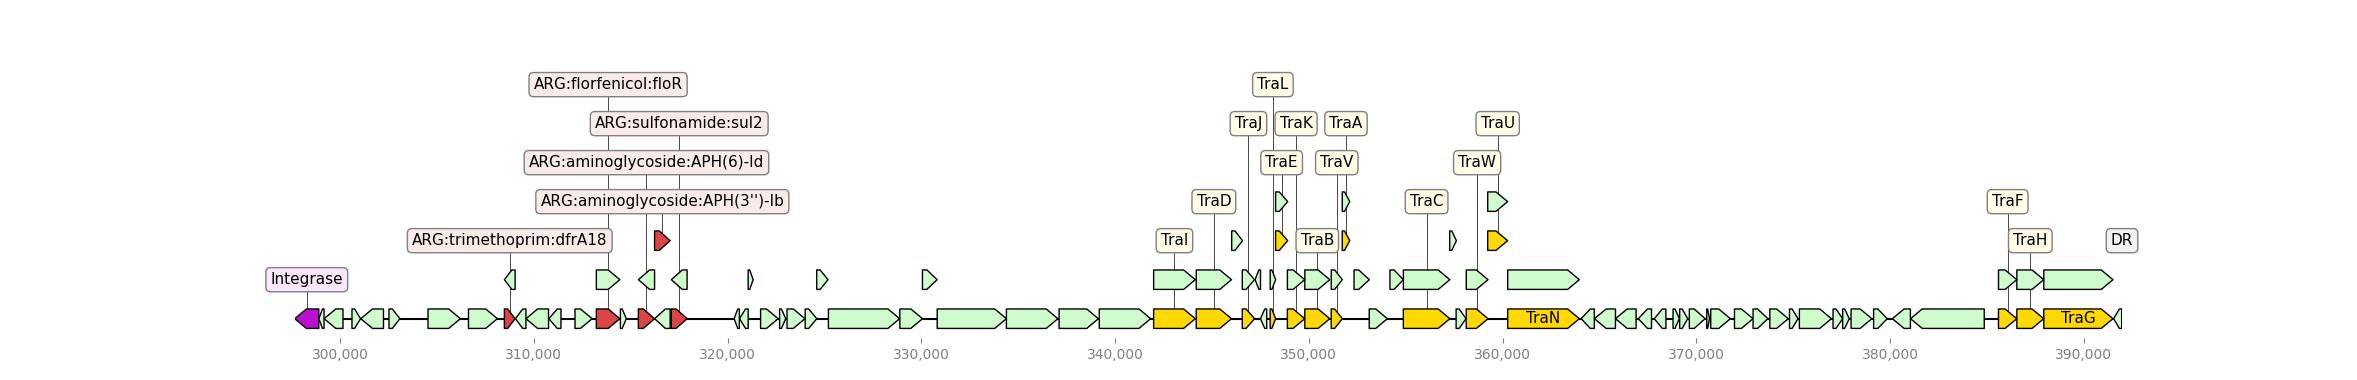 ARG:florfenicol:floR
TraL
ARG:sulfonamide:sul2
TraJ
TraK
TraA
TraU
ARG:aminoglycoside:APH(6)-Id
TraE
TraV
TraW
ARG:aminoglycoside:APH(3'')-Ib
TraD
TraC
TraF
ARG:trimethoprim:dfrA18
TraI
TraB
TraH
DR
Integrase
TraN
TraG
300,000
310,000
320,000
330,000
340,000
350,000
360,000
370,000
380,000
390,000